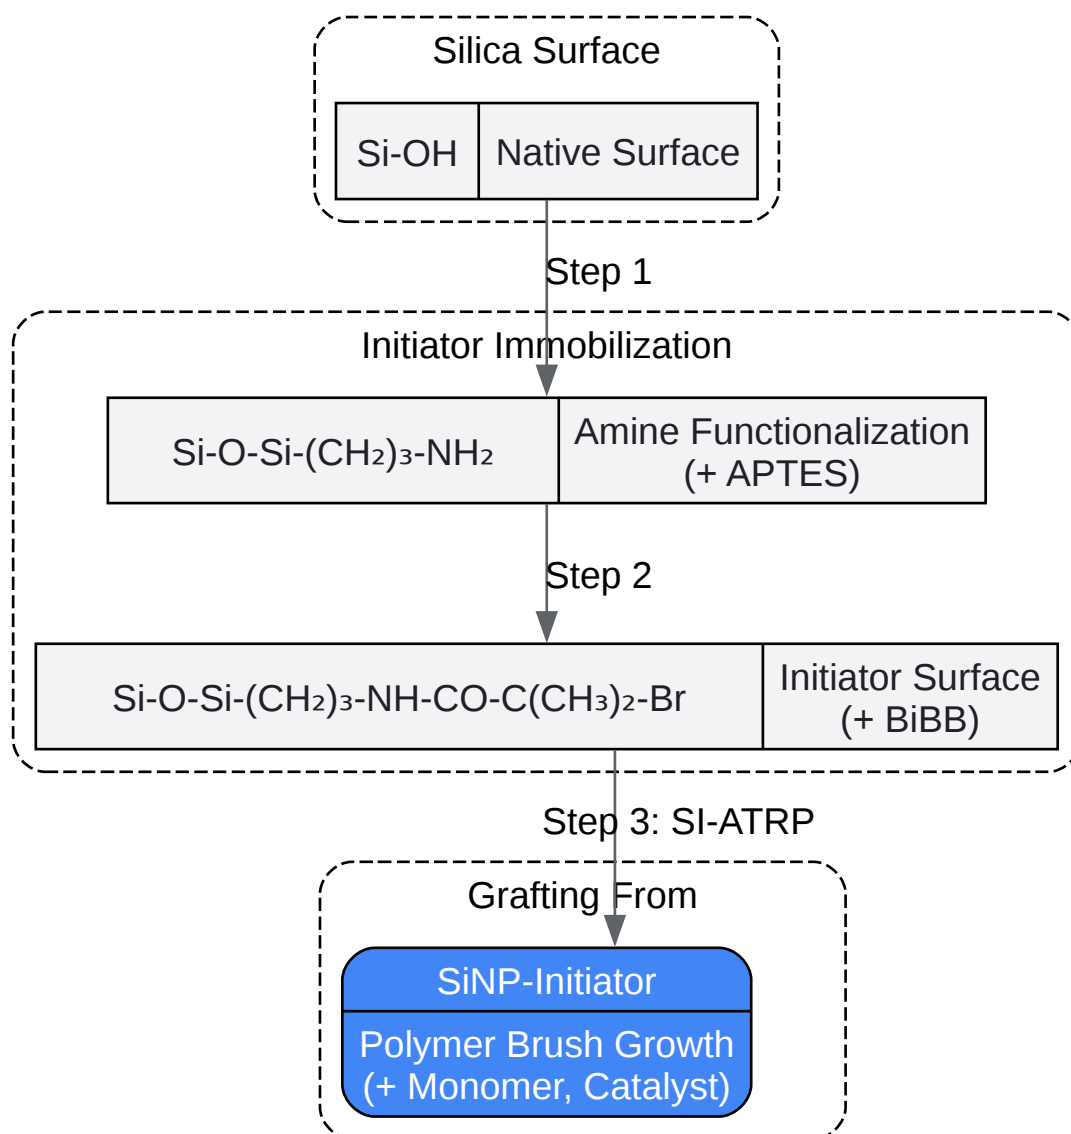 Silica Surface
Si-OH
Native Surface
Step 1
Initiator Immobilization
Si-O-Si-(CH₂)₃-NH₂
Amine Functionalization
(+ APTES)
Step 2
Si-O-Si-(CH₂)₃-NH-CO-C(CH₃)₂-Br
Initiator Surface
(+ BiBB)
Step 3: SI-ATRP
Grafting From
SiNP-Initiator
Polymer Brush Growth
(+ Monomer, Catalyst)